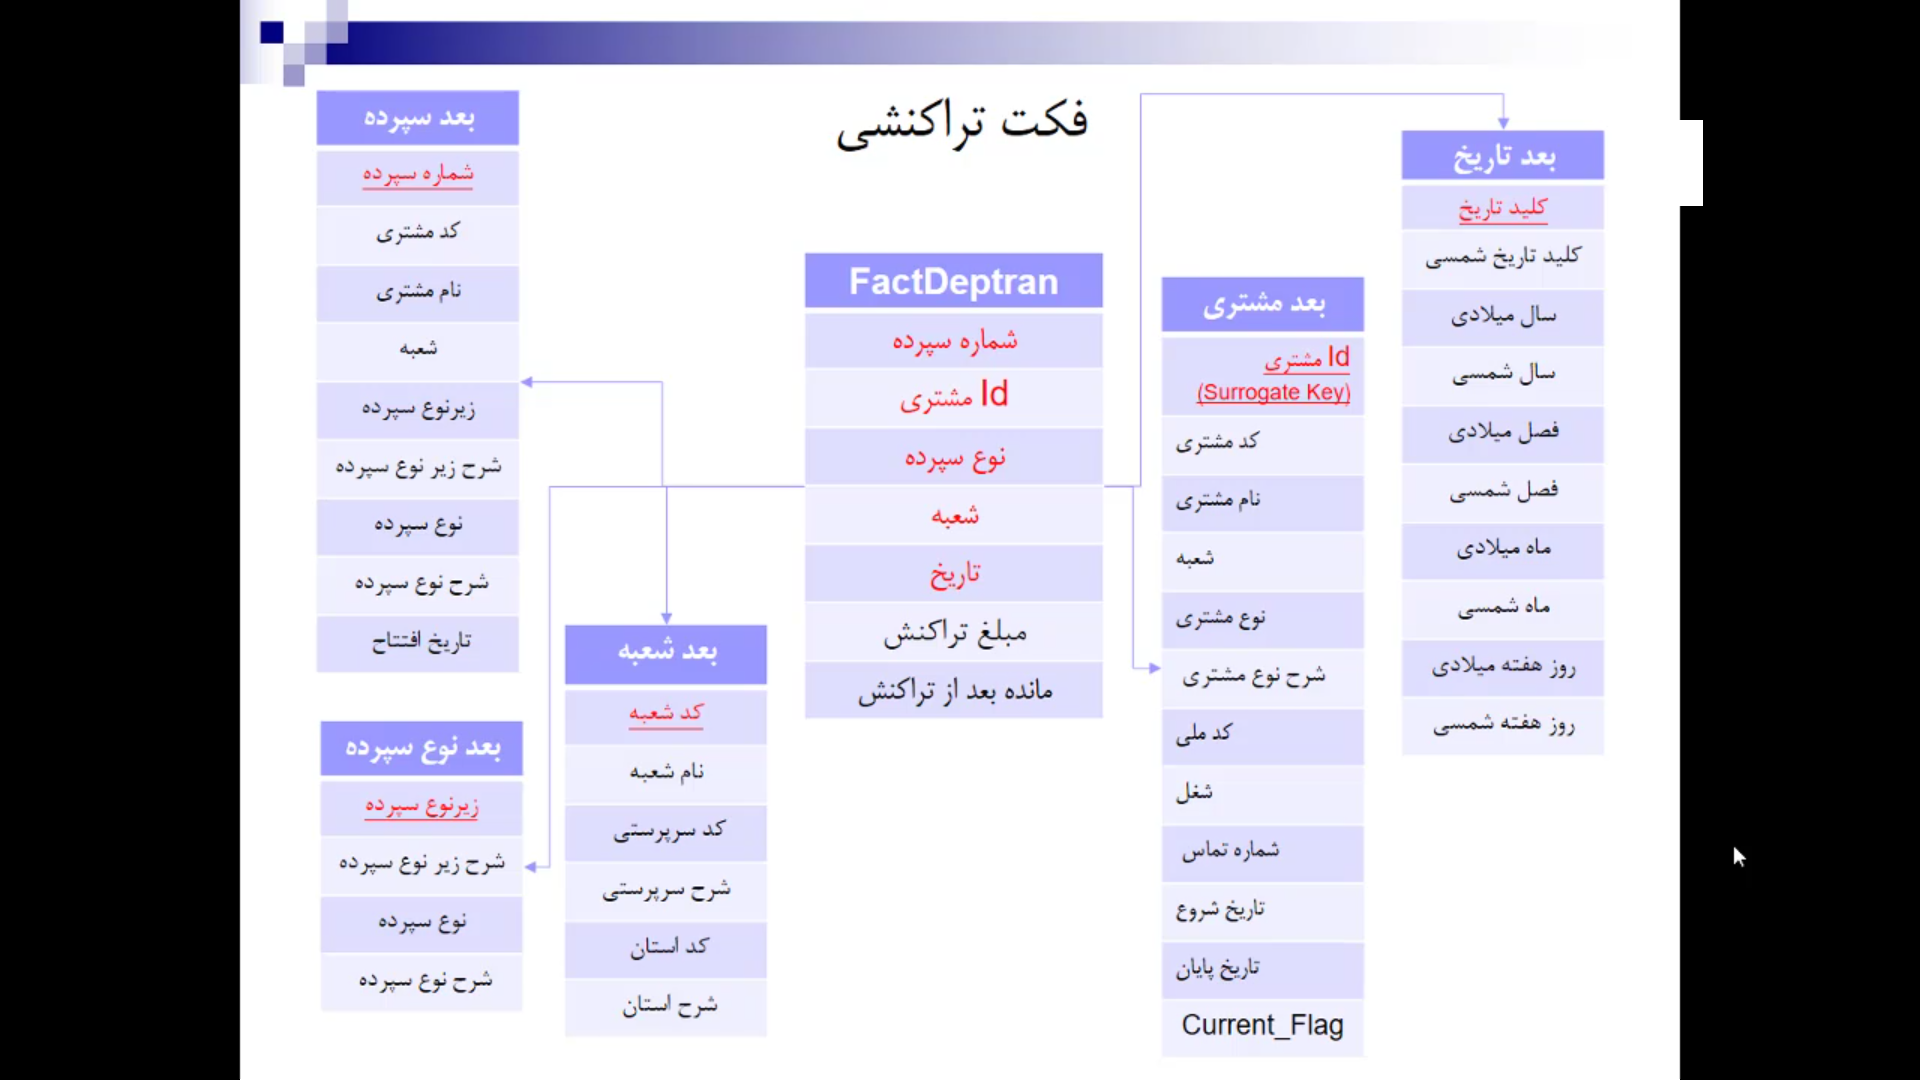 فکت تراکنشی
بعد سپرده
شماره سپرده
کد مشتری
نام مشتری
شعبه
زیرنوع سپرده
شرح زیر نوع سپرده
نوع سپرده
شرح نوع سپرده
تاریخ افتتاح
بعد نوع سپرده
زیرنوع سپرده
شرح زیر نوع سپرده
نوع سپرده
شرح نوع سپرده
بعد شعبه
کد شعبه
نام شعبه
کد سرپرستی
شرح سرپرستی
کد استان
شرح استان
FactDeptran
شماره سپرده
Id مشتری
نوع سپرده
شعبه
تاریخ
مبلغ تراکنش
مانده بعد از تراکنش
بعد مشتری
Id مشتری
(Surrogate Key)
کد مشتری
نام مشتری
شعبه
نوع مشتری
شرح نوع مشتری
کد ملی
شغل
شماره تماس
تاریخ شروع
تاریخ پایان
Current_Flag
بعد تاریخ
کلید تاریخ
کلید تاریخ شمسی
سال میلادی
سال شمسی
فصل میلادی
فصل شمسی
ماه میلادی
ماه شمسی
روز هفته میلادی
روز هفته شمسی